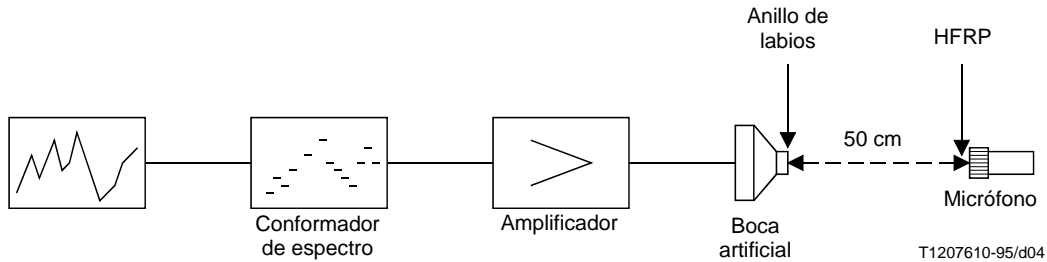 Anillo de
labios
HFRP
50 cm
Conformador
de espectro
Amplificador
Boca
artificial
Micrófono
T1207610-95/d04